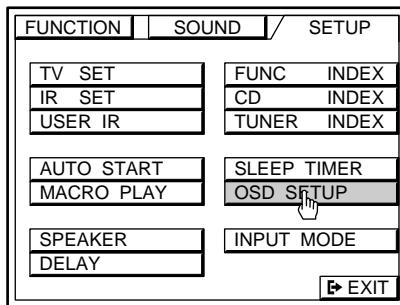 FUNCTION SOUND SETUP
TV SET FUNC INDEX
IR SET CD INDEX
USER IR TUNER INDEX
AUTO START SLEEP TIMER
MACRO PLAY OSD SETUP
SPEAKER INPUT MODE
DELAY
EXIT